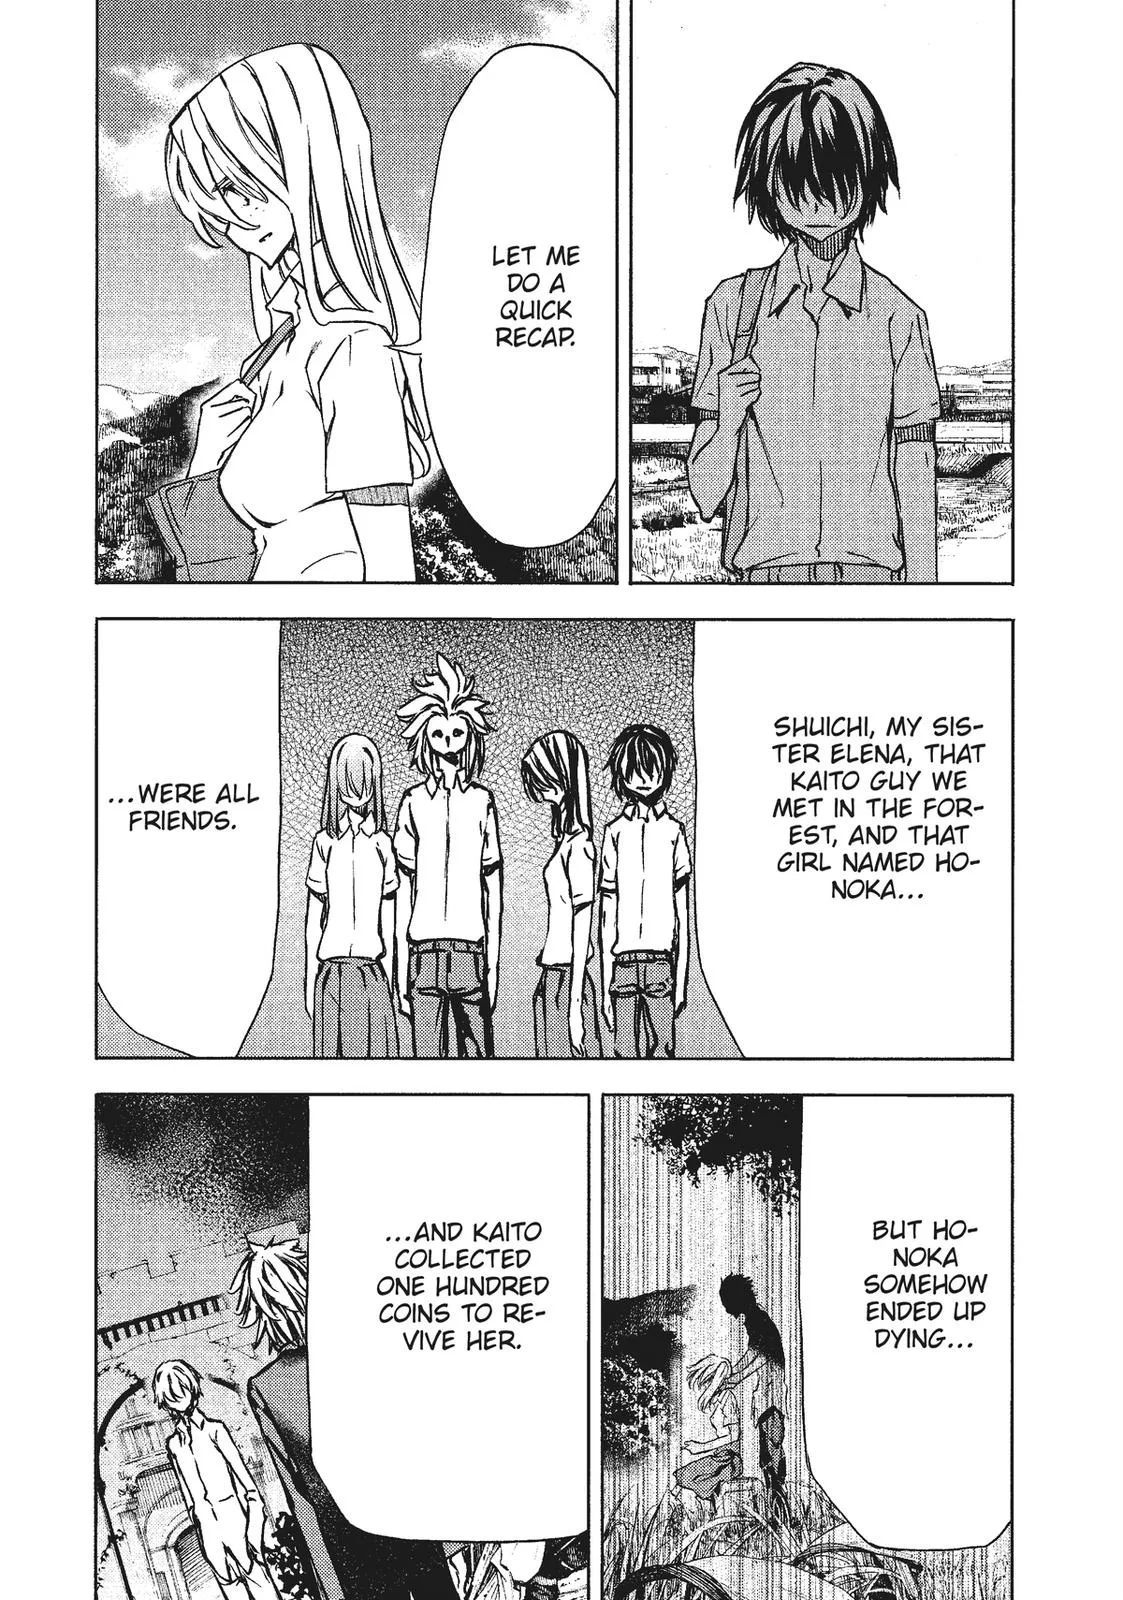 LET ME
DO A
QUICK
RECAP.
SHUICHI, MY SIS-
TER ELENA, THAT
KAITO GUY WE
MET IN THE FOR-
EST, AND THAT
GIRL NAMED HO-
NOKA...
...WERE ALL
FRIENDS.
BUT HO-
NOKA
SOMEHOW
ENDED UP
DYING...
...AND KAITO
COLLECTED
ONE HUNDRED
COINS TO RE-
VIVE HER.